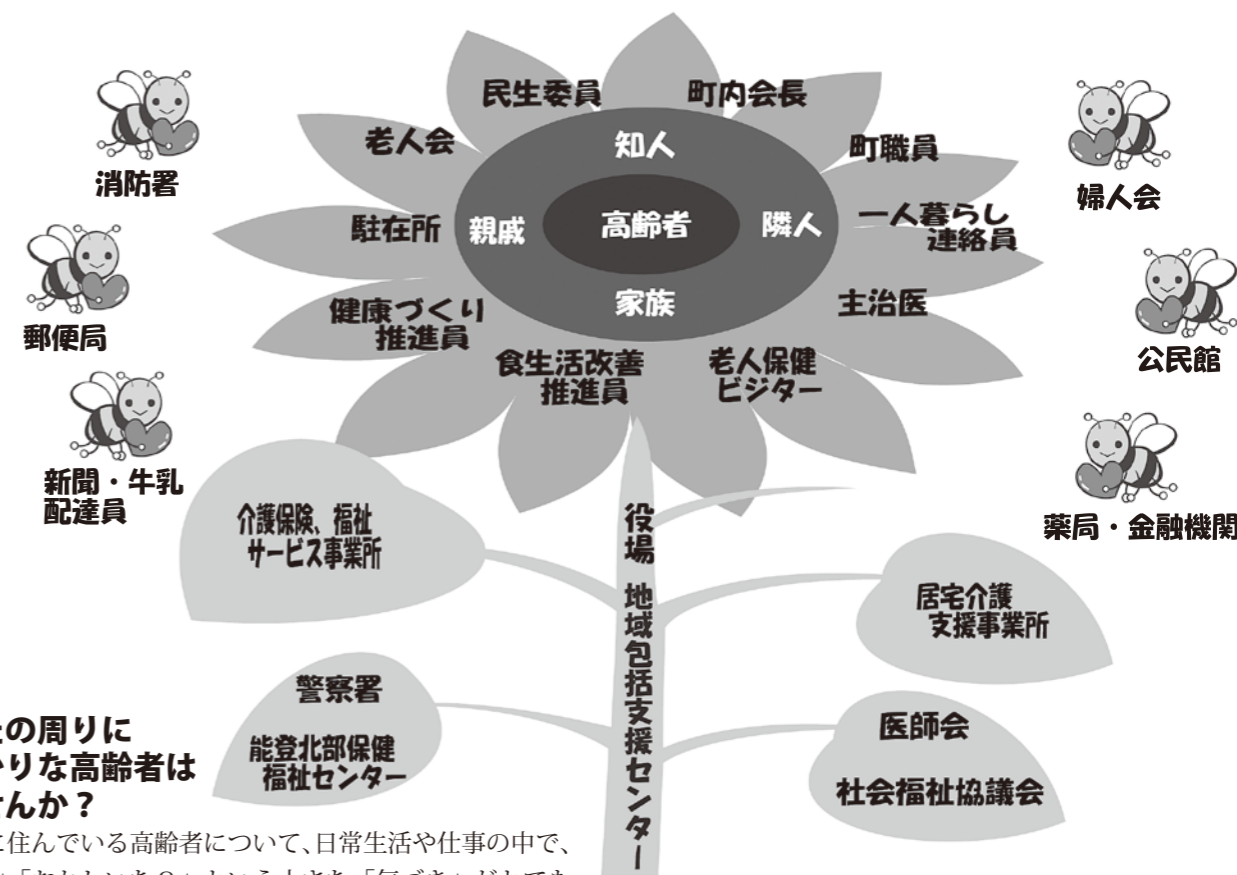 民生委員
町内会長
老人会
知人
町職員
消防署
婦人会
駐在所
親戚
高齢者
隣人
一人暮らし
連絡員
健康づくり
推進員
家族
主治医
郵便局
公民館
食生活改善
推進員
老人保健
ビジター
新聞・牛乳
配達員
薬局・金融機関
介護保険、福祉
サービス事業所
役場 地域包括支援センター
居宅介護
支援事業所
警察署
能登北部保健
福祉センター
医師会
社会福祉協議会
の周りに
りな高齢者は
せんか？
に住んでいる高齢者について、日常生活や仕事の中で、